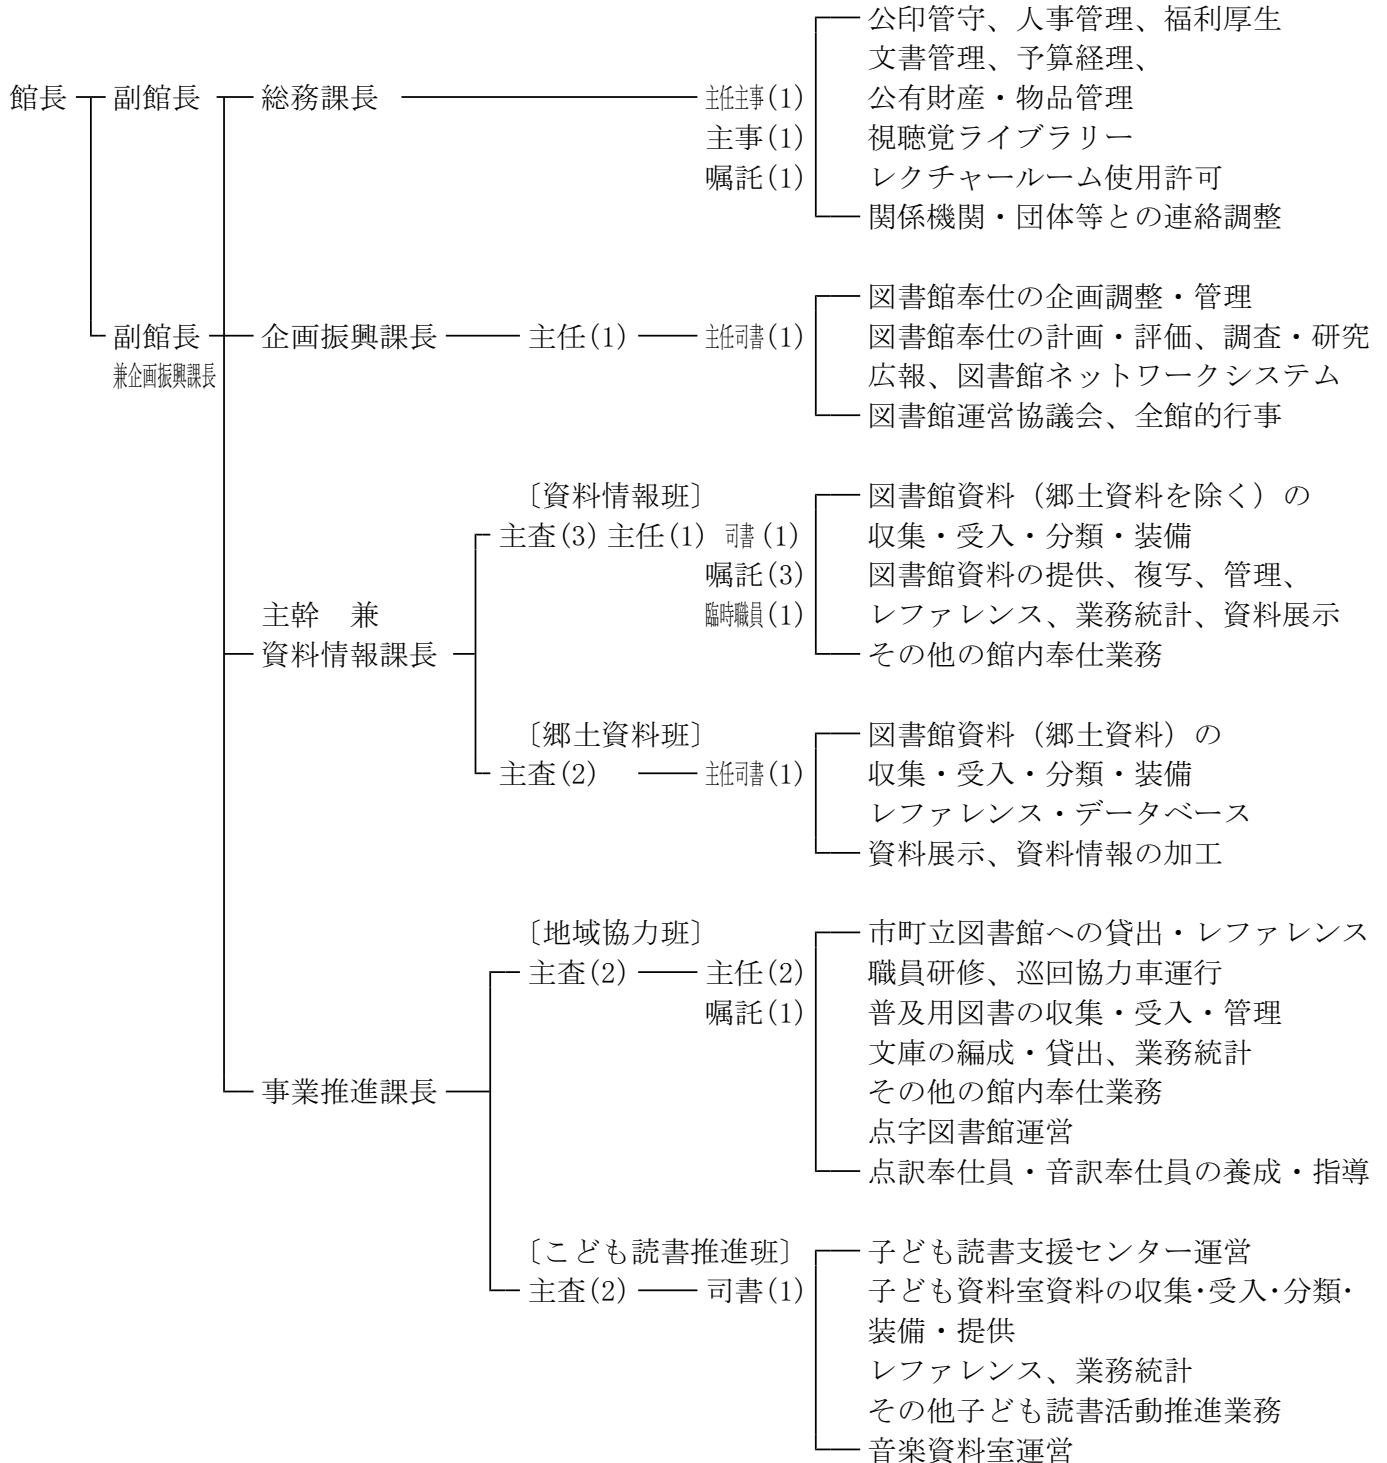 公印管守、人事管理、福利厚生
文書管理、予算経理、
館長 副館長 総務課長 主任主事(1) 公有財産・物品管理
主事(1) 視聴覚ライブラリー
嘱託(1) レクチャールーム使用許可
関係機関・団体等との連絡調整
図書館奉仕の企画調整・管理
副館長 企画振興課長 主任(1) 主任司書(1) 図書館奉仕の計画・評価、調査・研究
兼企画振興課長 広報、図書館ネットワークシステム
図書館運営協議会、全館的行事
〔資料情報班〕 図書館資料（郷土資料を除く）の
主査(3) 主任(1) 司書(1) 収集・受入・分類・装備
嘱託(3) 図書館資料の提供、複写、管理、
主幹　兼 臨時職員(1) レファレンス、業務統計、資料展示
資料情報課長 その他の館内奉仕業務
〔郷土資料班〕 図書館資料（郷土資料）の
主査(2) 主任司書(1) 収集・受入・分類・装備
レファレンス・データベース
資料展示、資料情報の加工
〔地域協力班〕 市町立図書館への貸出・レファレンス
主査(2) 主任(2) 職員研修、巡回協力車運行
嘱託(1) 普及用図書の収集・受入・管理
文庫の編成・貸出、業務統計
事業推進課長 その他の館内奉仕業務
点字図書館運営
点訳奉仕員・音訳奉仕員の養成・指導
〔こども読書推進班〕 子ども読書支援センター運営
主査(2) 司書(1) 子ども資料室資料の収集･受入･分類･
装備・提供
レファレンス、業務統計
その他子ども読書活動推進業務
音楽資料室運営